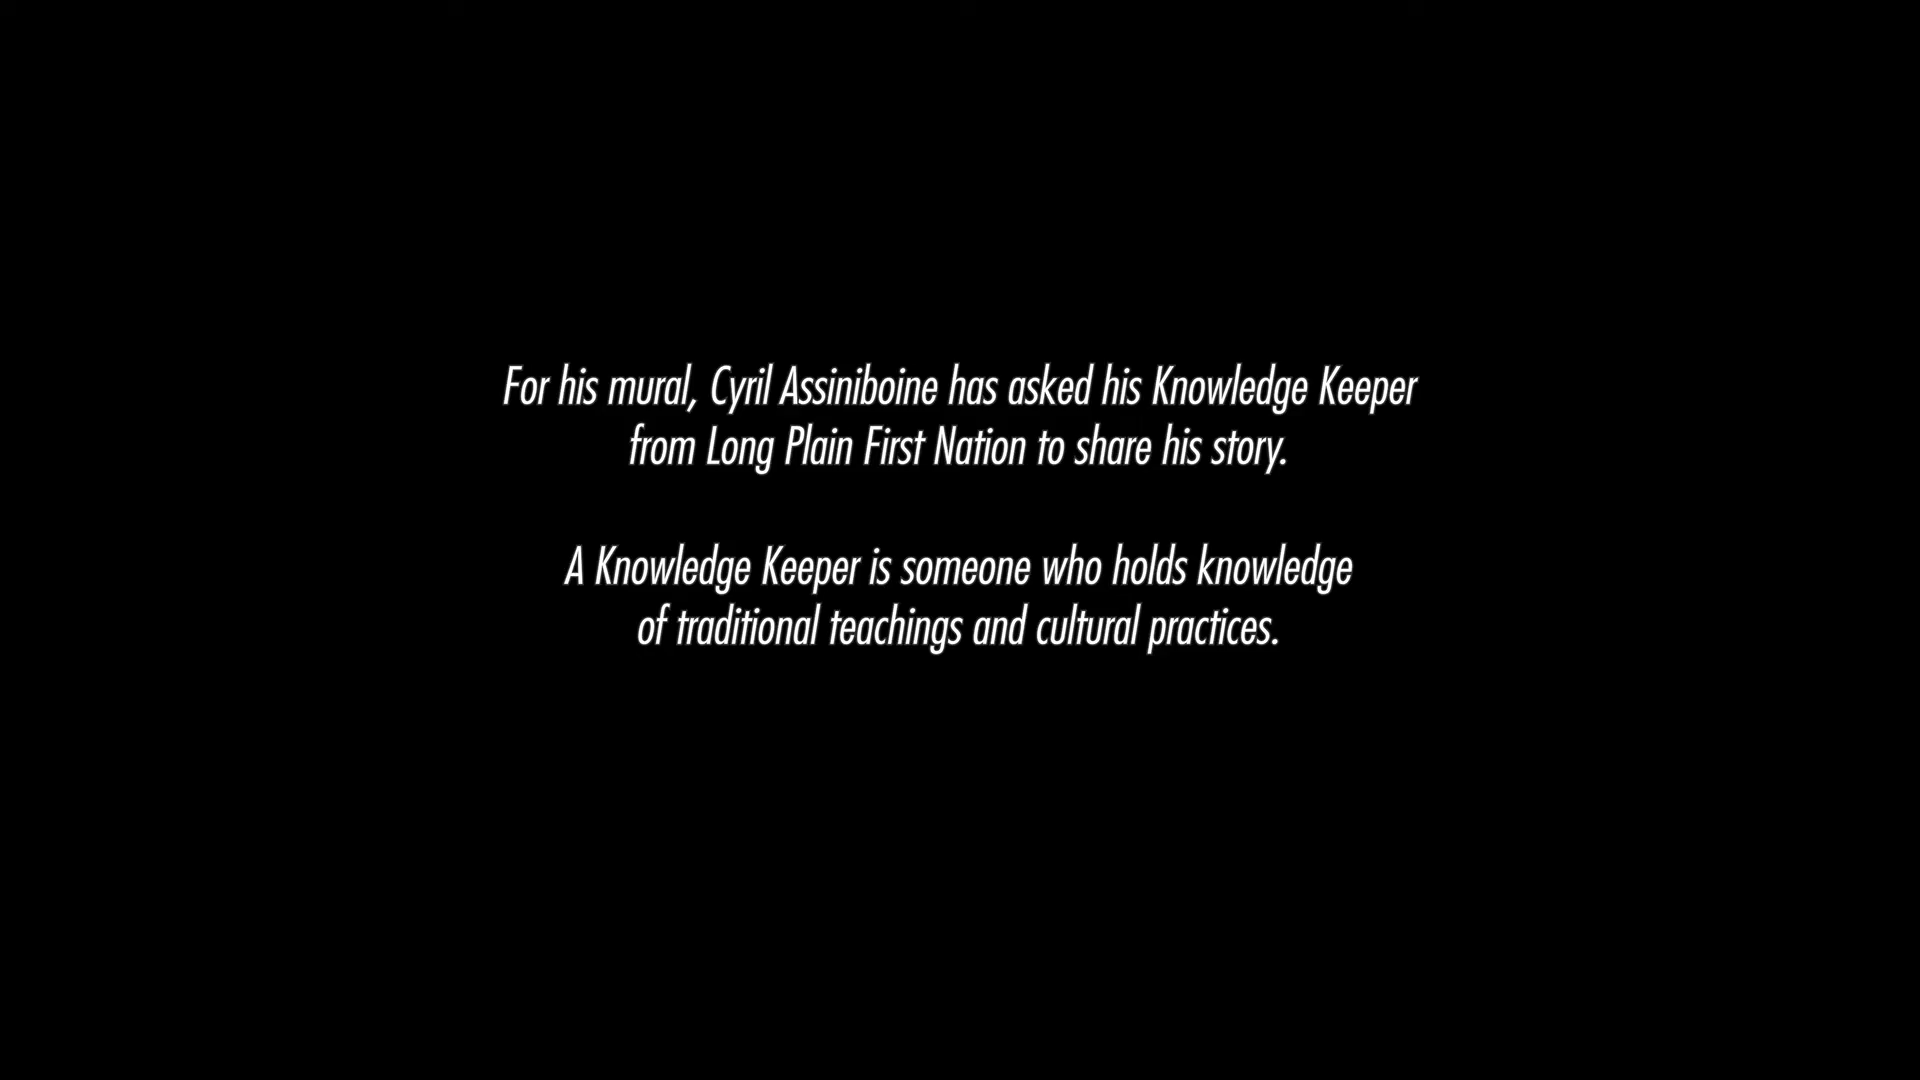 For his mural, Cyril Assiniboine has asked his Knowledge Keeper
from Long Plain First Nation to share his story.
A Knowledge Keeper is someone who holds knowledge
of traditional teachings and cultural practices.